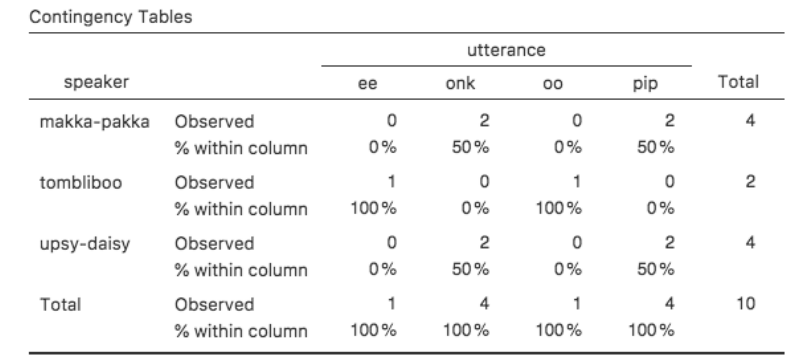 Contingency Tables
utterance
speaker ee onk oo pip Total
makka-pakka Observed 0 2 0 2 4
% within column 0% 50% 0% 50%
tombliboo Observed 1 0 1 0 2
% within column 100% 0% 100% 0%
upsy-daisy Observed 0 2 0 2 4
% within column 0% 50% 0% 50%
Total Observed 1 4 1 4 10
% within column 100% 100% 100% 100%